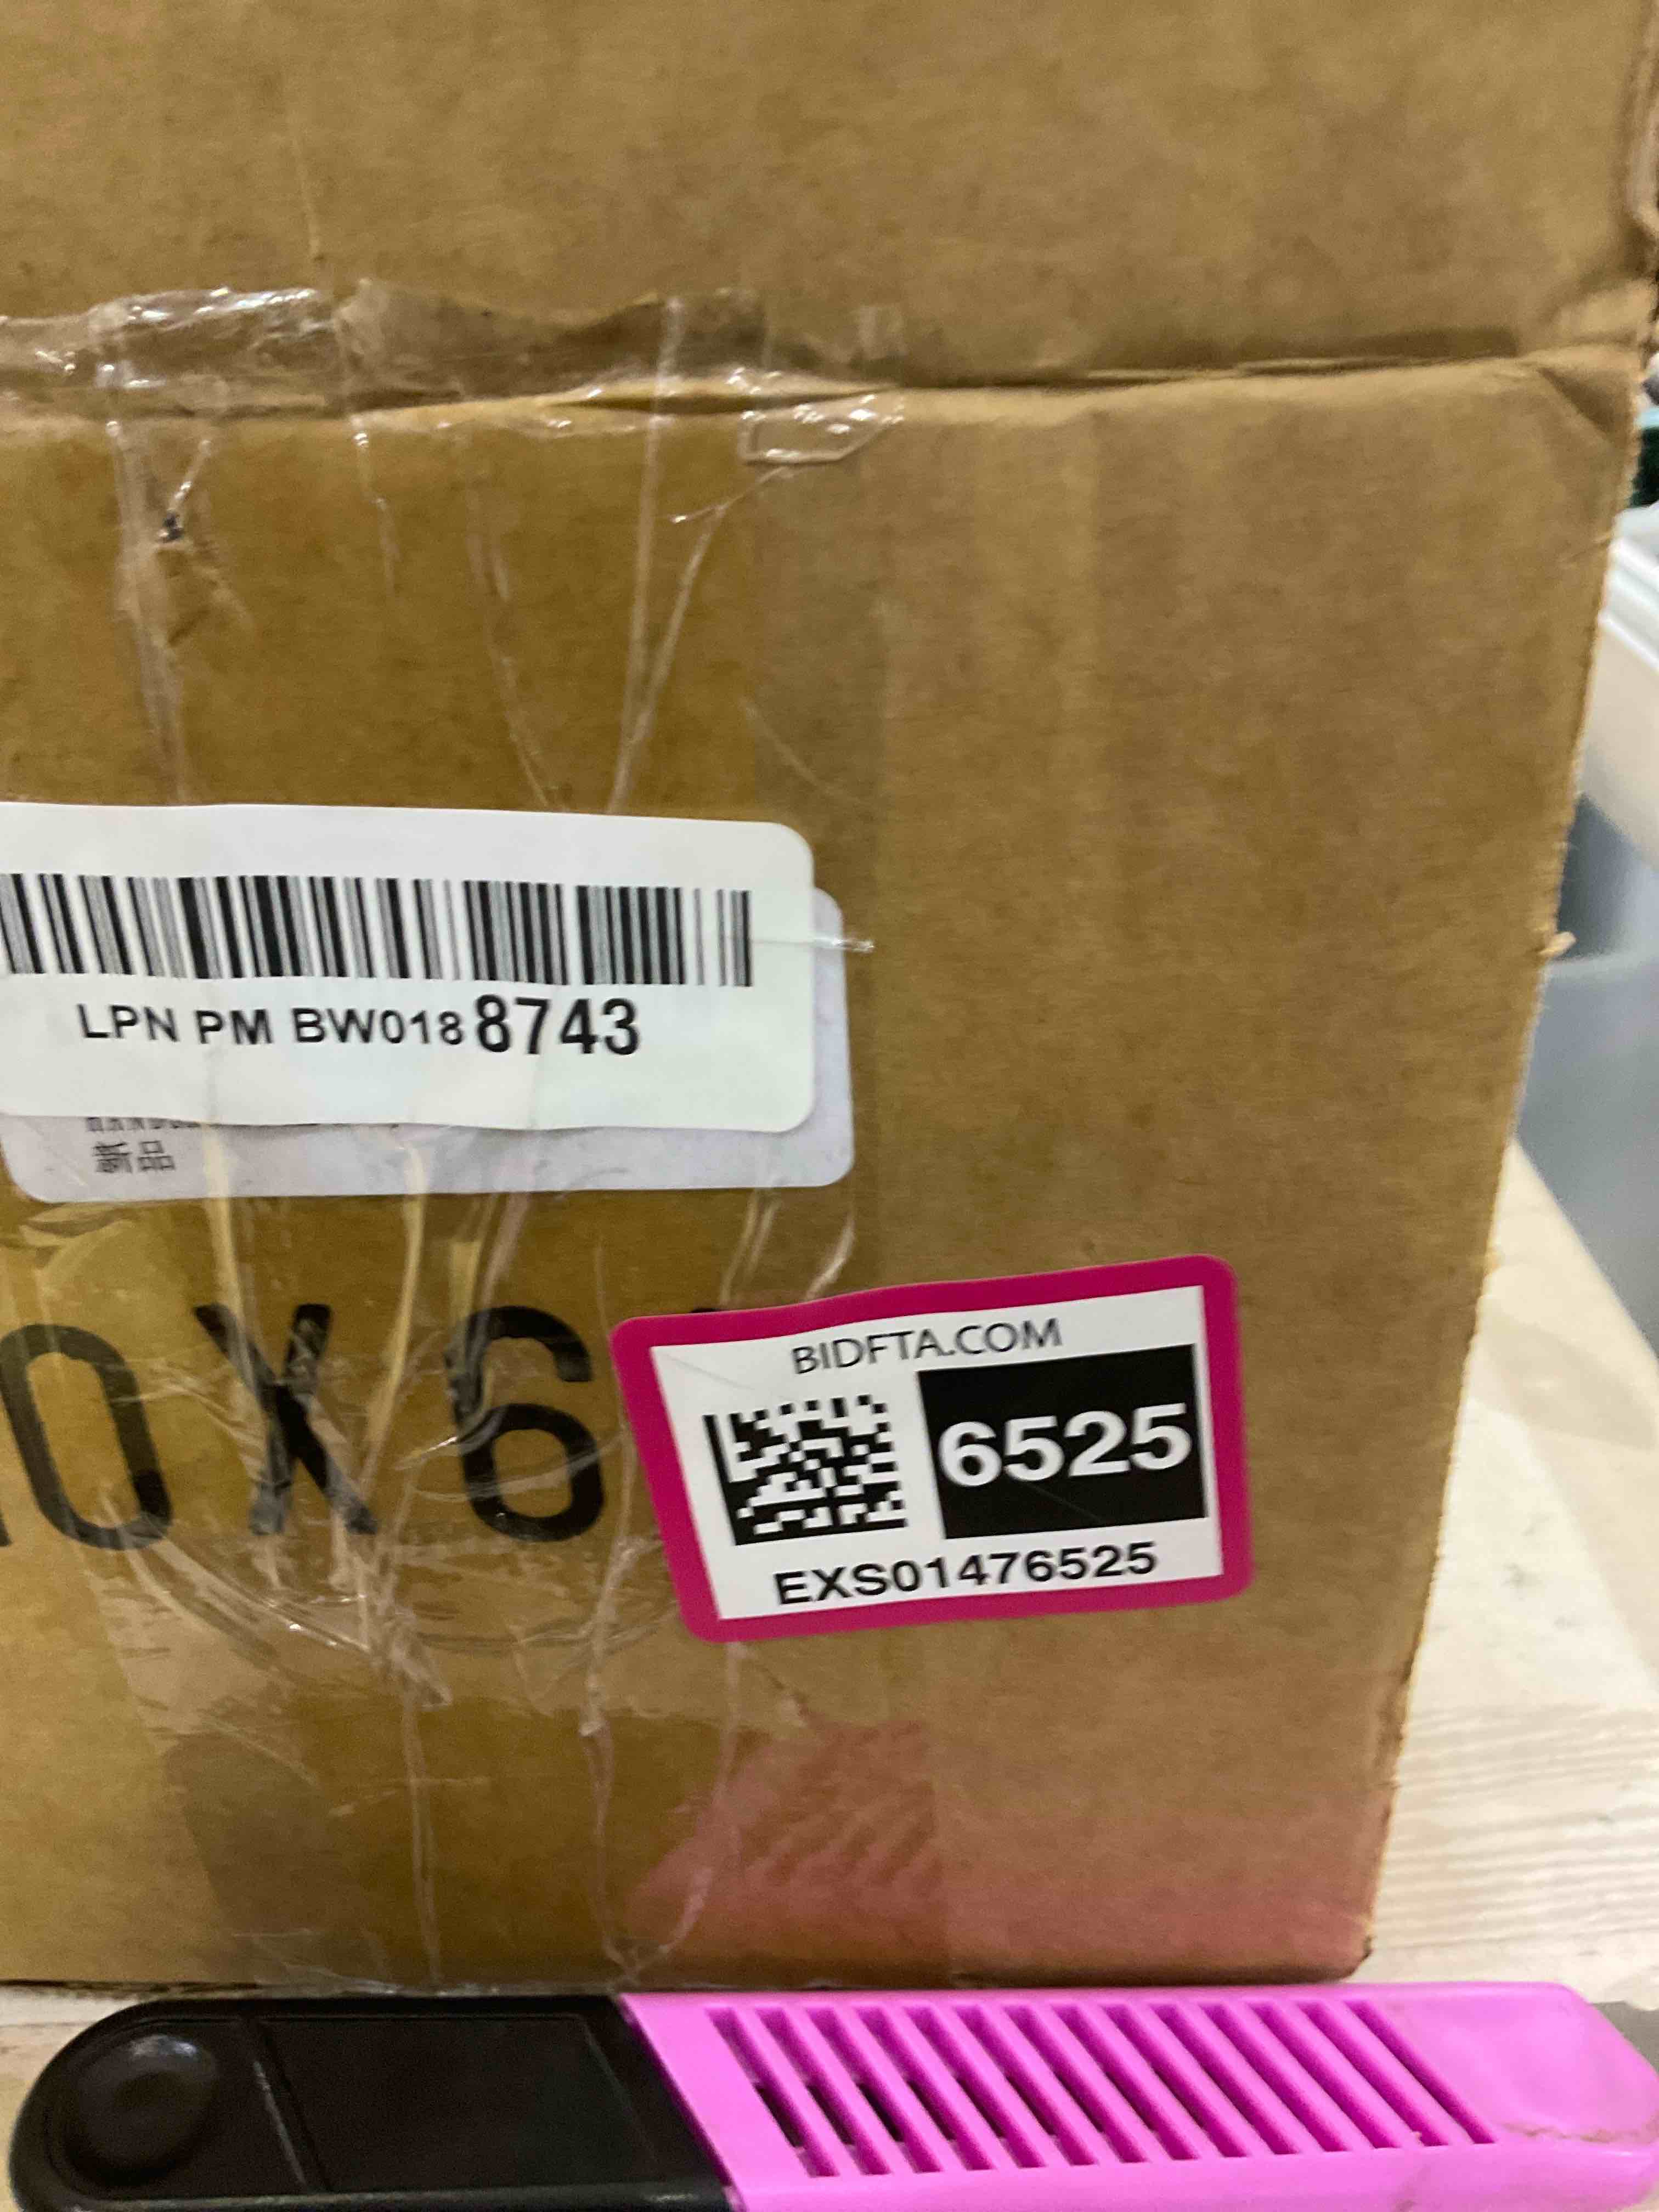 LPN PM BW0188743
新品
0X6
BIDFTA.COM
6525
EXS01476525